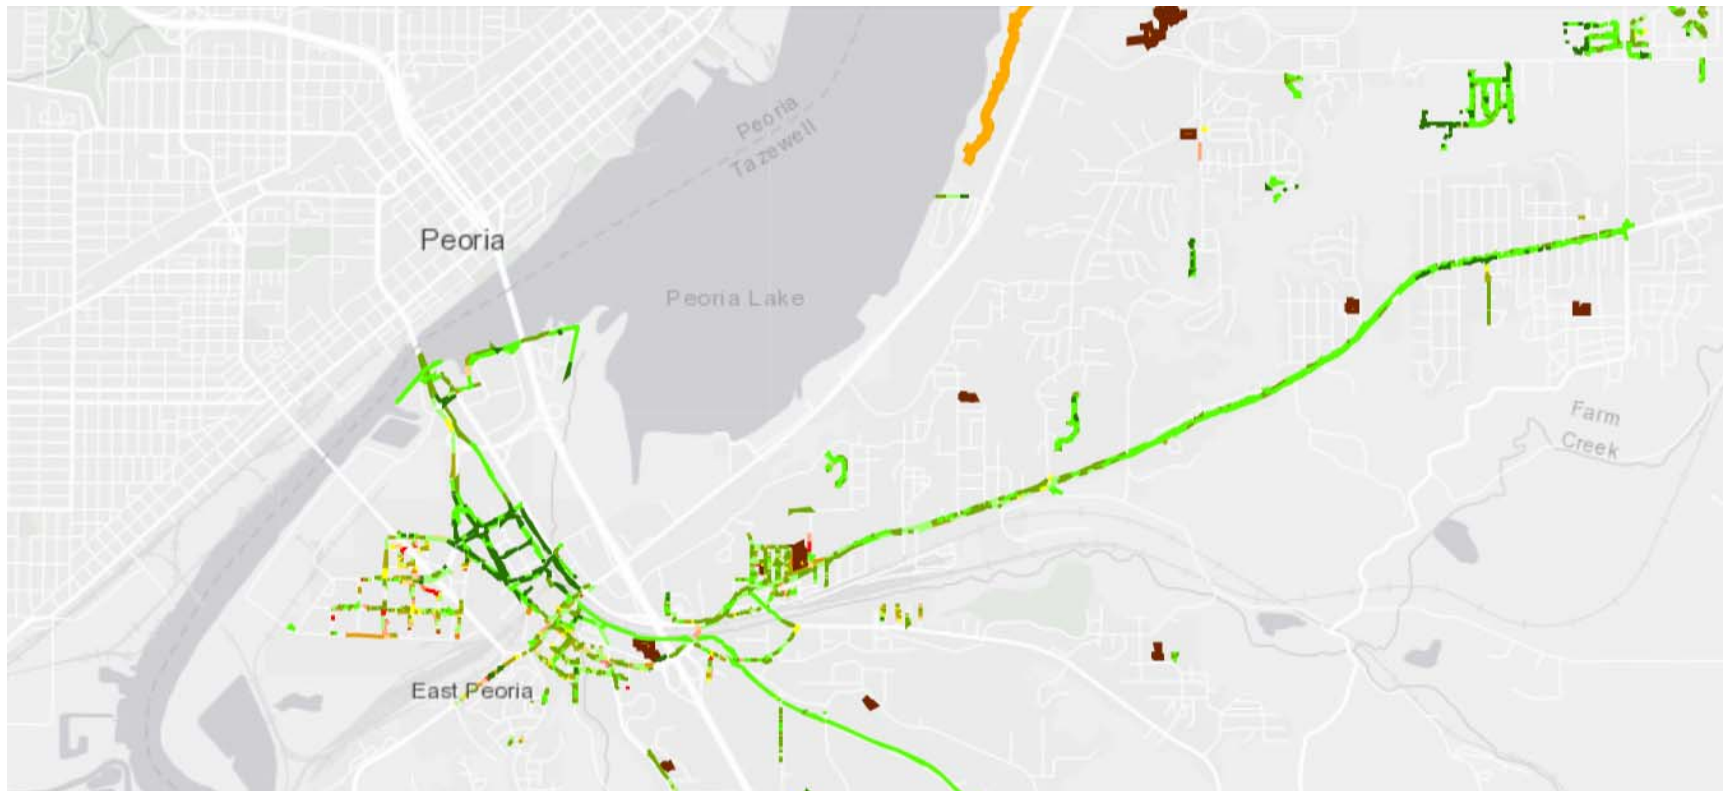 Peoria
Tazewell
Peoria
Peoria Lake
Farm
Creek
East Peoria